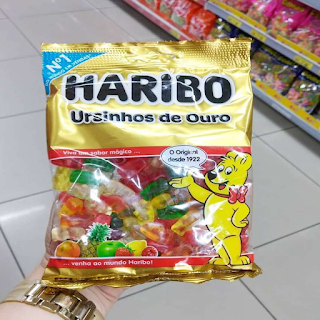 Nº1
HARIBO
Ursinhos de Ouro
Viva um sabor mágico ...
O Original
desde 1922
... venha ao mundo Haribo!